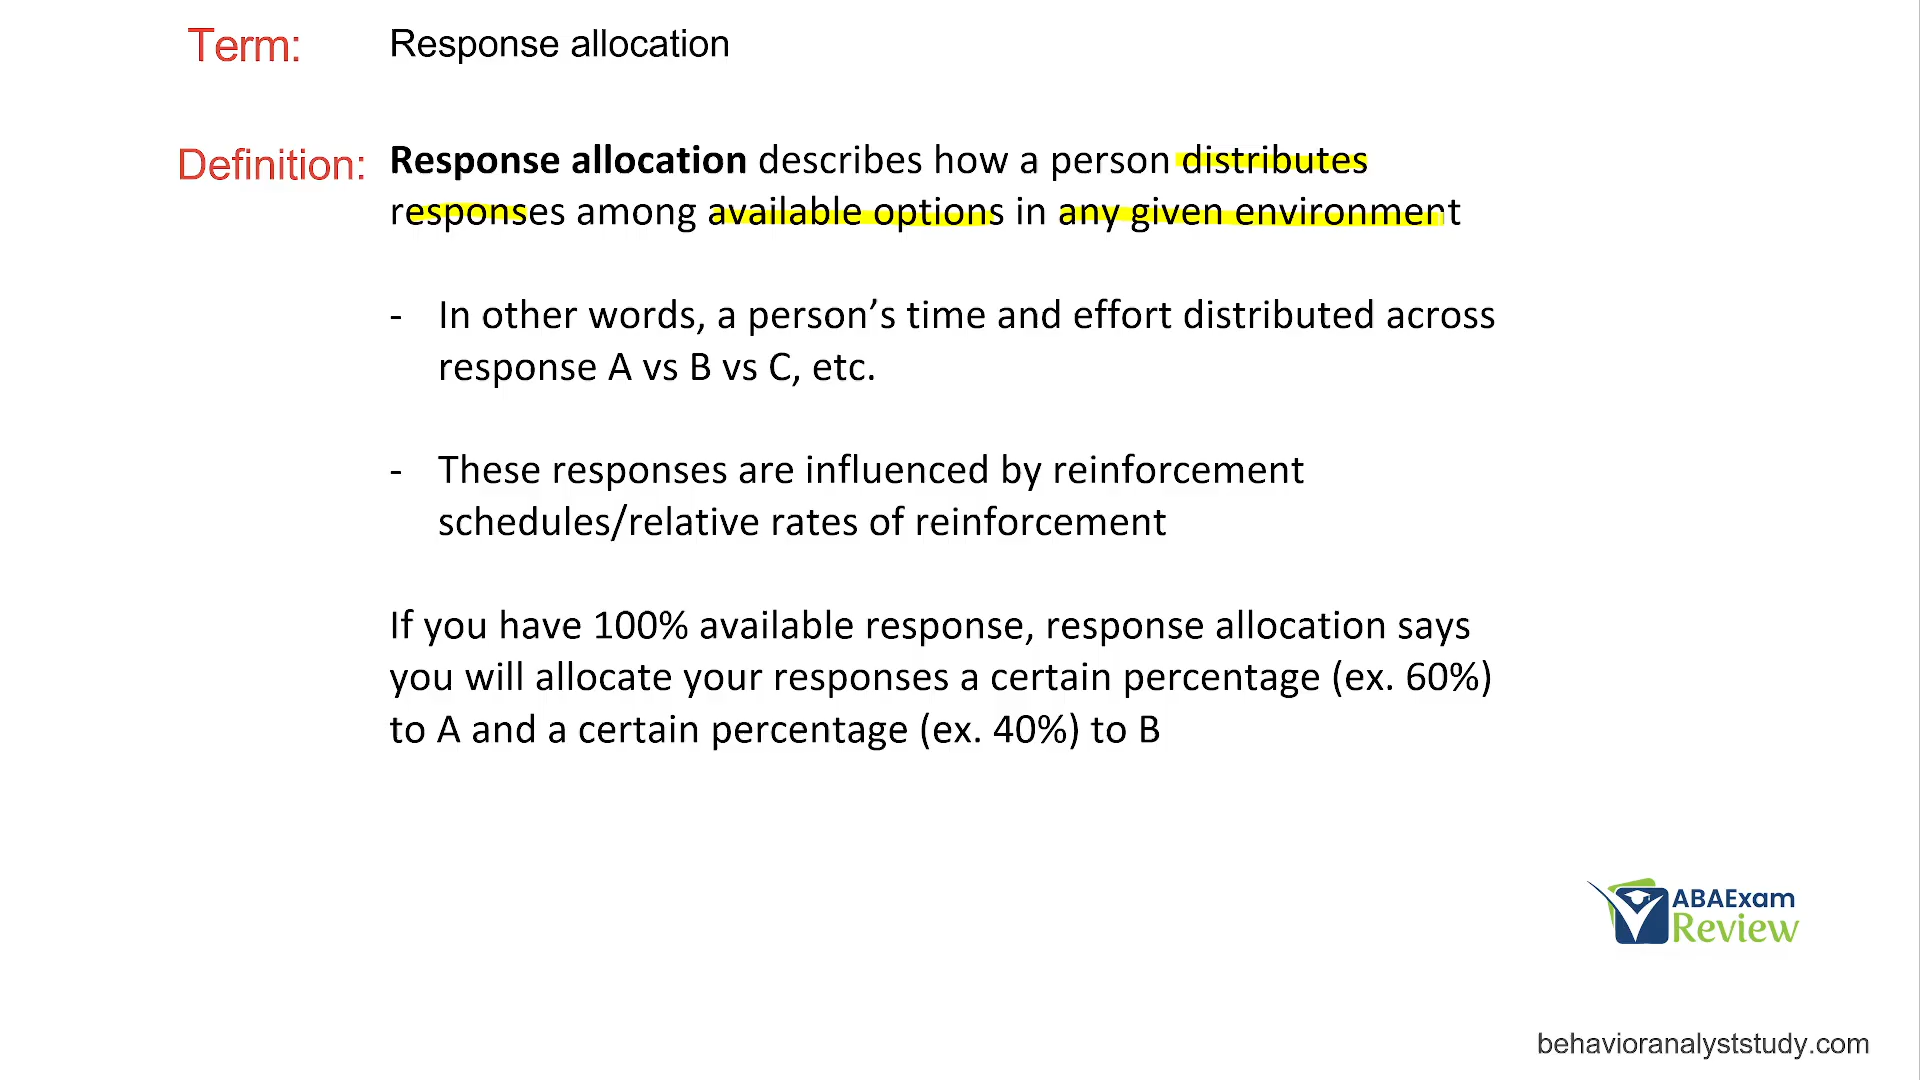 Term: Response allocation
Definition: Response allocation describes how a person distributes
responses among available options in any given environment
- In other words, a person’s time and effort distributed across
response A vs B vs C, etc.
- These responses are influenced by reinforcement
schedules/relative rates of reinforcement
If you have 100% available response, response allocation says
you will allocate your responses a certain percentage (ex. 60%)
to A and a certain percentage (ex. 40%) to B
ABAExam
Review
behavioranalyststudy.com